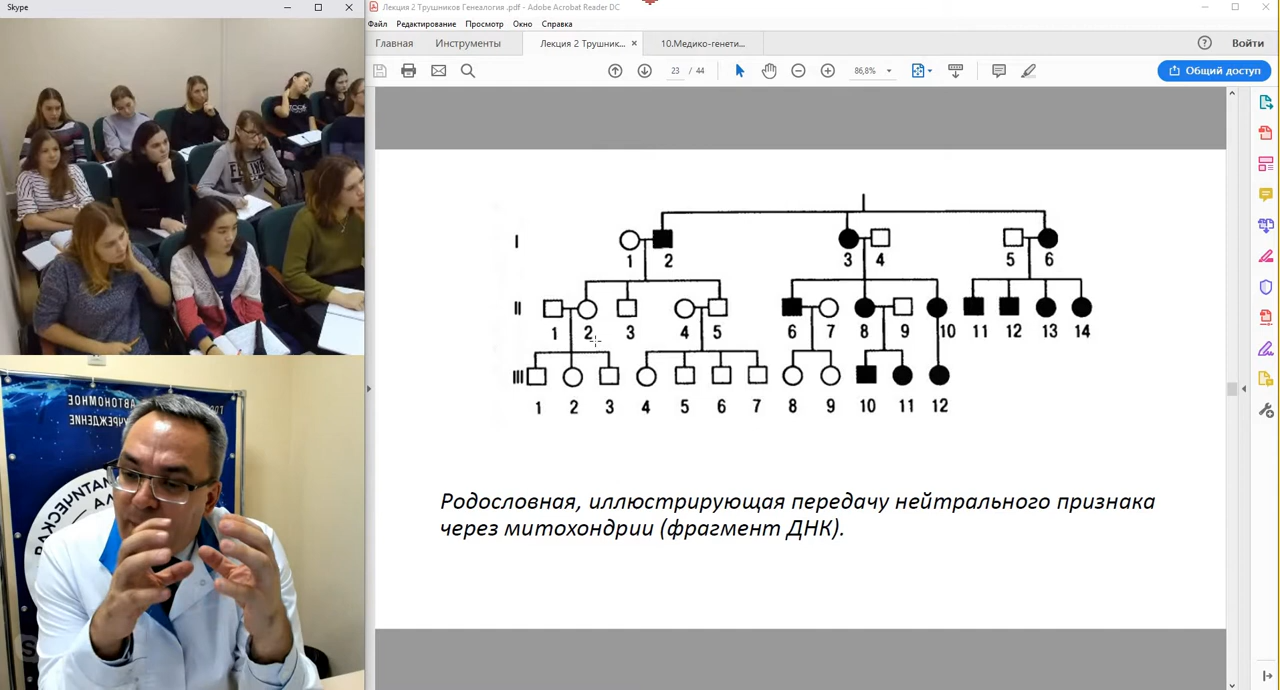 Skype
Лекция 2 Трушников Генеалогия .pdf - Adobe Acrobat Reader DC
Файл Редактирование Просмотр Окно Справка
Главная Инструменты Лекция 2 Трушник... × 10.Медико-генети... Войти
23 / 44 86,8% Общий доступ
I
1 2 3 4 5 6
II
1 2 3 4 5 6 7 8 9 10 11 12 13 14
III
1 2 3 4 5 6 7 8 9 10 11 12
Родословная, иллюстрирующая передачу нейтрального признака
через митохондрии (фрагмент ДНК).
АВТОНОМНОЕ
УЧРЕЖДЕНИЕ